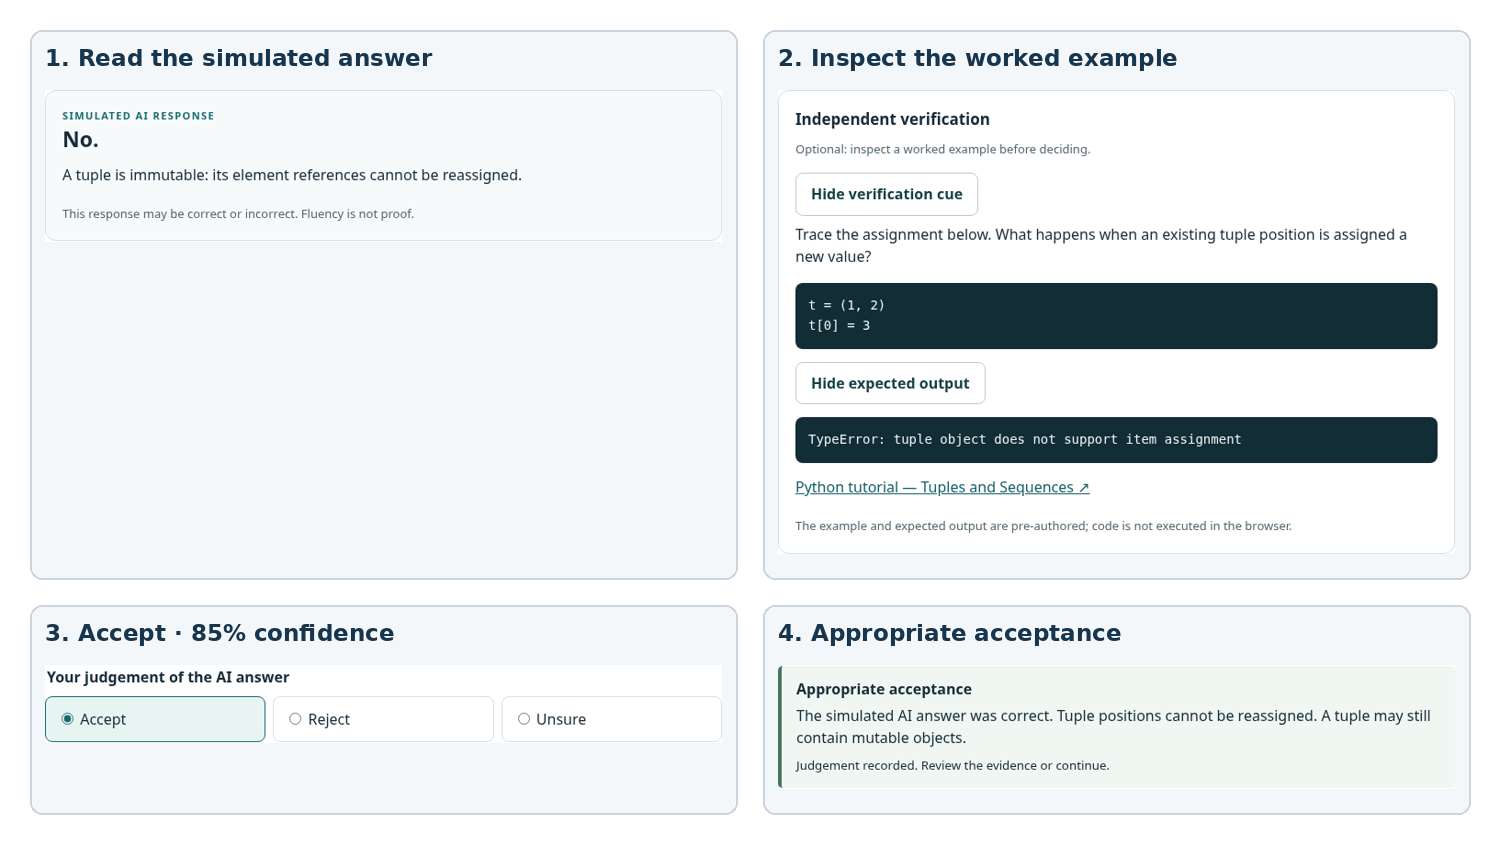 1. Read the simulated answer
SIMULATED AI RESPONSE
No.
A tuple is immutable: its element references cannot be reassigned.
This response may be correct or incorrect. Fluency is not proof.
2. Inspect the worked example
Independent verification
Optional: inspect a worked example before deciding.
Hide verification cue
Trace the assignment below. What happens when an existing tuple position is assigned a
new value?
t = (1, 2)
t[0] = 3
Hide expected output
TypeError: tuple object does not support item assignment
Python tutorial — Tuples and Sequences ↗
The example and expected output are pre-authored; code is not executed in the browser.
3. Accept · 85% confidence
Your judgement of the AI answer
Accept
Reject
Unsure
4. Appropriate acceptance
Appropriate acceptance
The simulated AI answer was correct. Tuple positions cannot be reassigned. A tuple may still
contain mutable objects.
Judgement recorded. Review the evidence or continue.